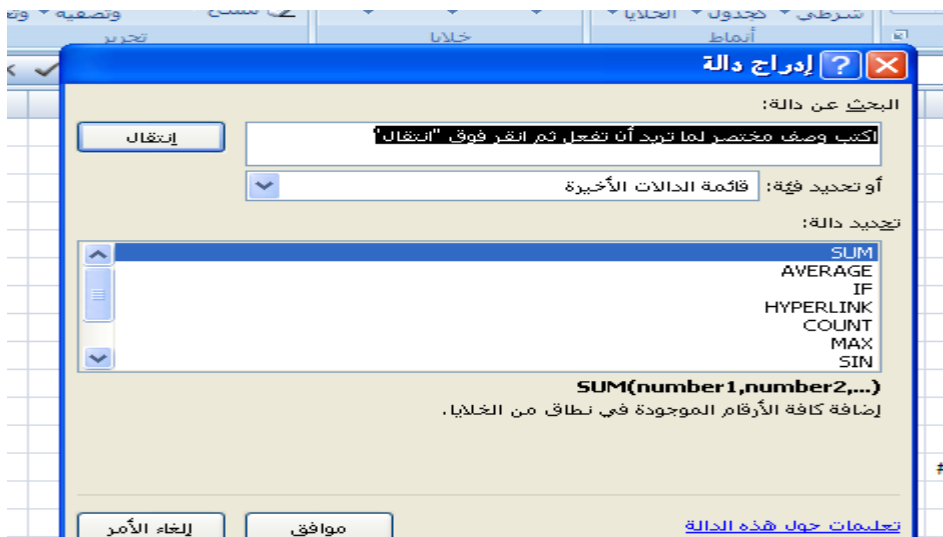 شرطي كجدول الخلايا
وتصفية
أنماط خلايا تحرير
إدراج دالة
البحث عن دالة:
اكتب وصف مختصر لما تريد أن تفعل ثم انقر فوق "انتقال"
إنتقال
أو تحديد فئة: قائمة الدالات الأخيرة
تحديد دالة:
SUM
AVERAGE
IF
HYPERLINK
COUNT
MAX
SIN
SUM(number1,number2,...)
إضافة كافة الأرقام الموجودة في نطاق من الخلايا.
#
تعليمات حول هذه الدالة
موافق
إلغاء الأمر